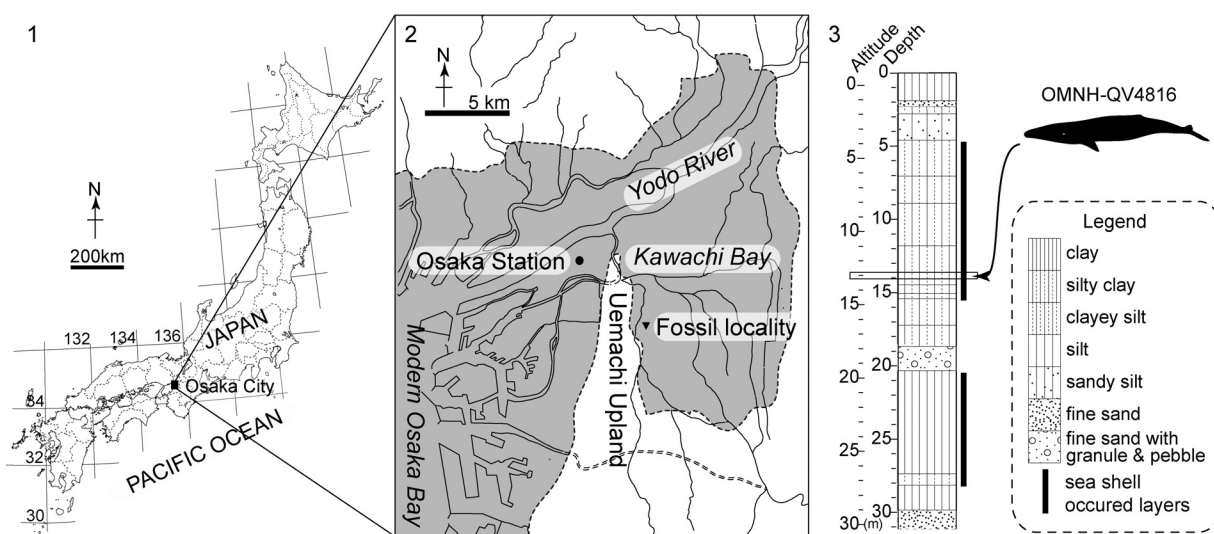 1
N
200km
132
134
136
JAPAN
Osaka City
34
32
30
PACIFIC OCEAN
2
N
5 km
Yodo River
Osaka Station
Kawachi Bay
Fossil locality
Uemachi Upland
Modern Osaka Bay
3
Altitude
Depth
0
5
10
15
20
25
30
(m)
0
5
10
15
20
25
30
OMNH-QV4816
Legend
clay
silty clay
clayey silt
silt
sandy silt
fine sand
fine sand with
granule & pebble
sea shell
occured layers